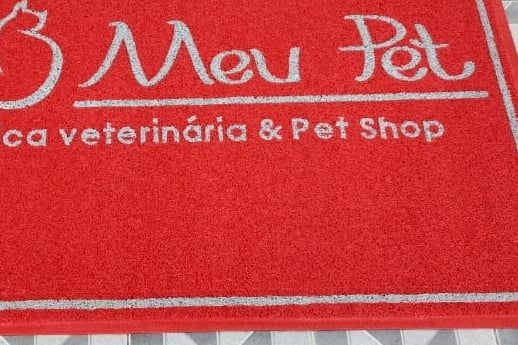 Meu Pet
ca veterinária & Pet Shop